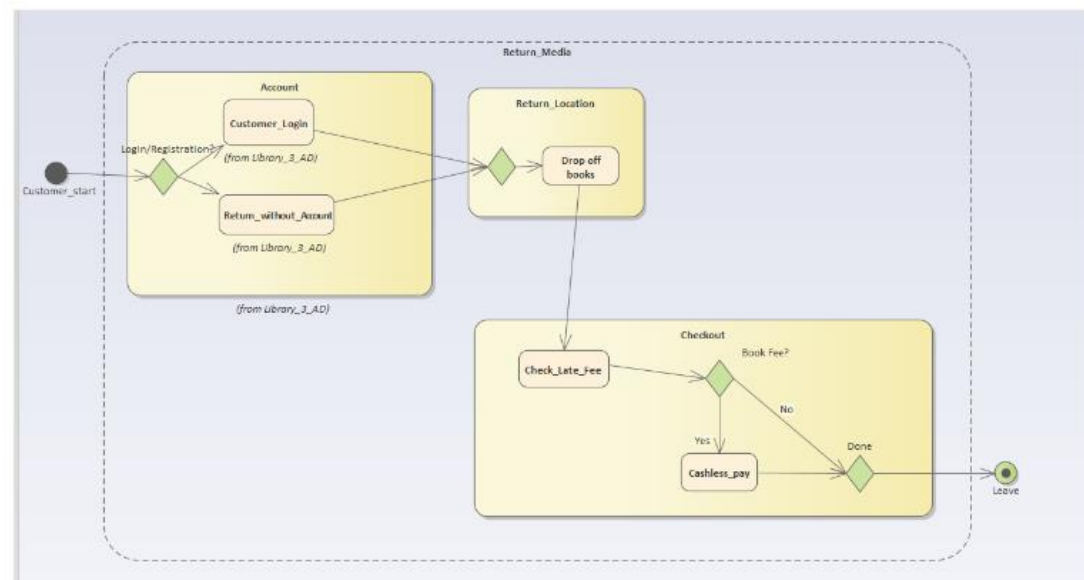 Return_Media
Account
Customer_Login
(from Library_3_AD)
Login/Registration?
Customer_start
Return_without_Account
(from Library_3_AD)
(from Library_3_AD)
Return_Location
Drop off
books
Checkout
Book Fee?
Check_Late_Fee
No
Yes
Cashless_pay
Done
Leave